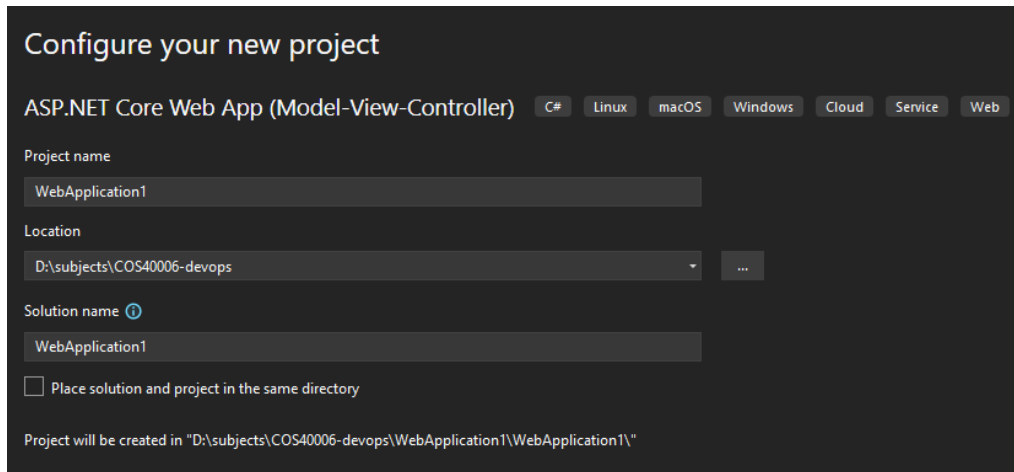 Configure your new project
ASP.NET Core Web App (Model-View-Controller) C# Linux macOS Windows Cloud Service Web
Project name
WebApplication1
Location
D:\subjects\COS40006-devops
...
Solution name
WebApplication1
Place solution and project in the same directory
Project will be created in "D:\subjects\COS40006-devops\WebApplication1\WebApplication1\"